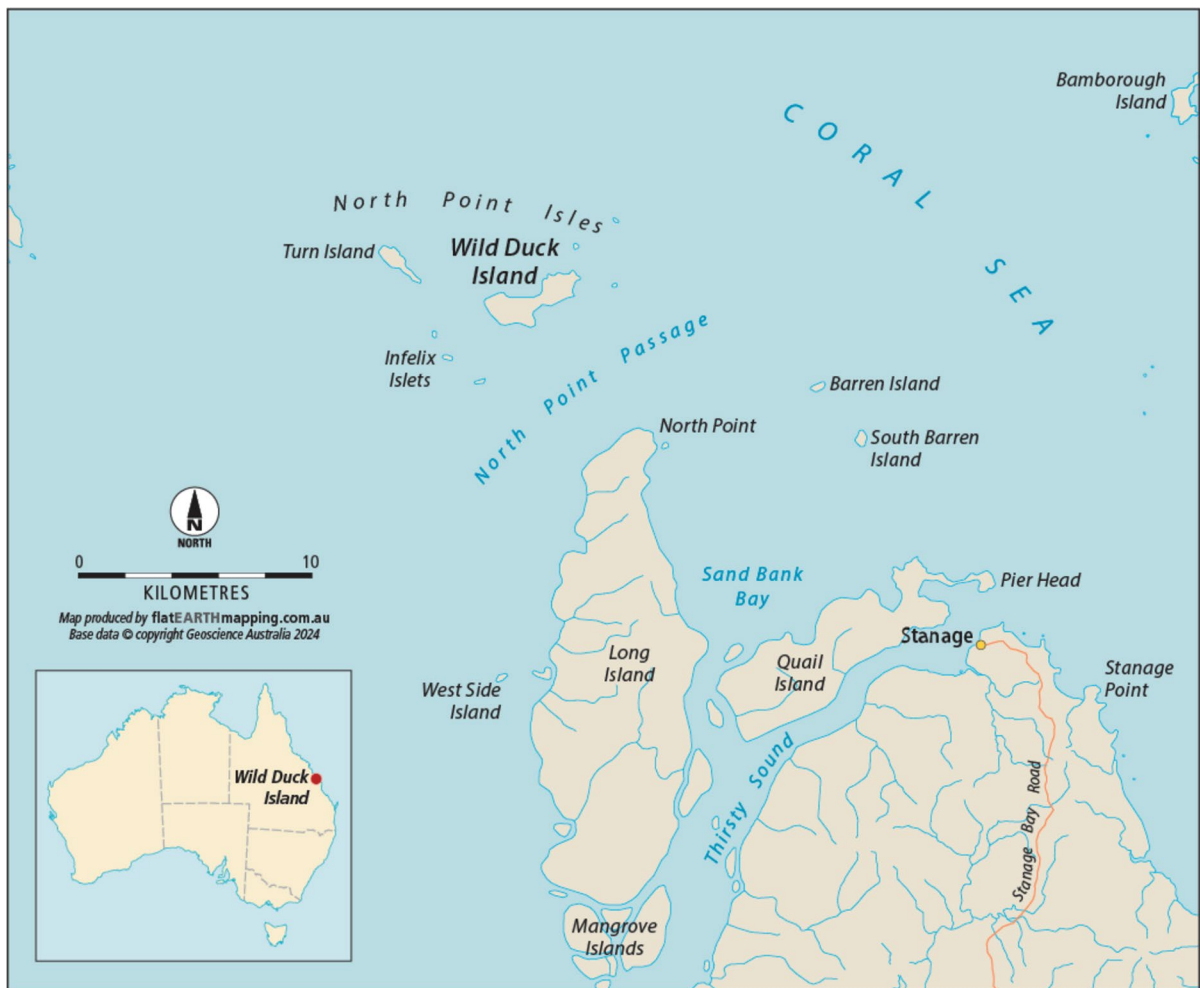 Bamborough
Island
CORAL SEA
North Point Isles
Turn Island
Wild Duck
Island
North Point Passage
Infelix
Islets
Barren Island
North Point
South Barren
Island
N
NORTH
0 10
KILOMETRES
Map produced by flatEARTHmapping.com.au
Base data © copyright Geoscience Australia 2024
Sand Bank
Bay
Pier Head
Stanage
Long
Island
Quail
Island
Stanage
Point
West Side
Island
Thirsty Sound
Stanage Bay Road
Wild Duck
Island
Mangrove
Islands